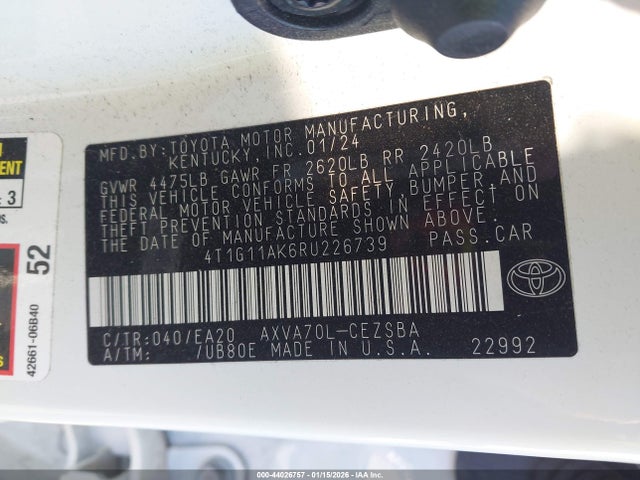 MFD.BY:TOYOTA MOTOR MANUFACTURING,
KENTUCKY,INC. 01/24
GVWR 4475LB GAWR FR 2620LB RR 2420LB
THIS VEHICLE CONFORMS TO ALL APPLICABLE
FEDERAL MOTOR VEHICLE SAFETY,BUMPER,AND
THEFT PREVENTION STANDARDS IN EFFECT ON
THE DATE OF MANUFACTURE SHOWN ABOVE.
4T1G11AK6RU226739 PASS.CAR
C/TR:040/EA20 AXVA70L-CEZSBA
A/TM: /UB80E MADE IN U.S.A. 22992
3
52
42661-06B40
000-44026757 - 01/15/2026 - IAAI.COM